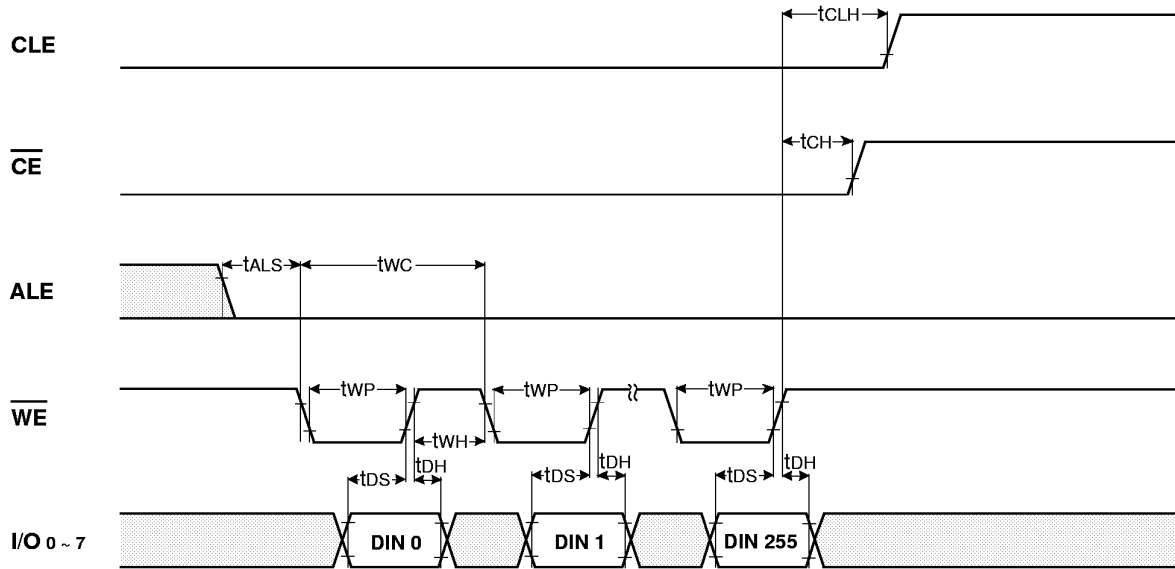 tCLH
CLE
tCH
CE
tALS
tWC
ALE
tWP
tWP
tWP
WE
tWH
tDH
tDH
tDH
tDS
tDS
tDS
I/O 0 ~ 7
DIN 0
DIN 1
DIN 255